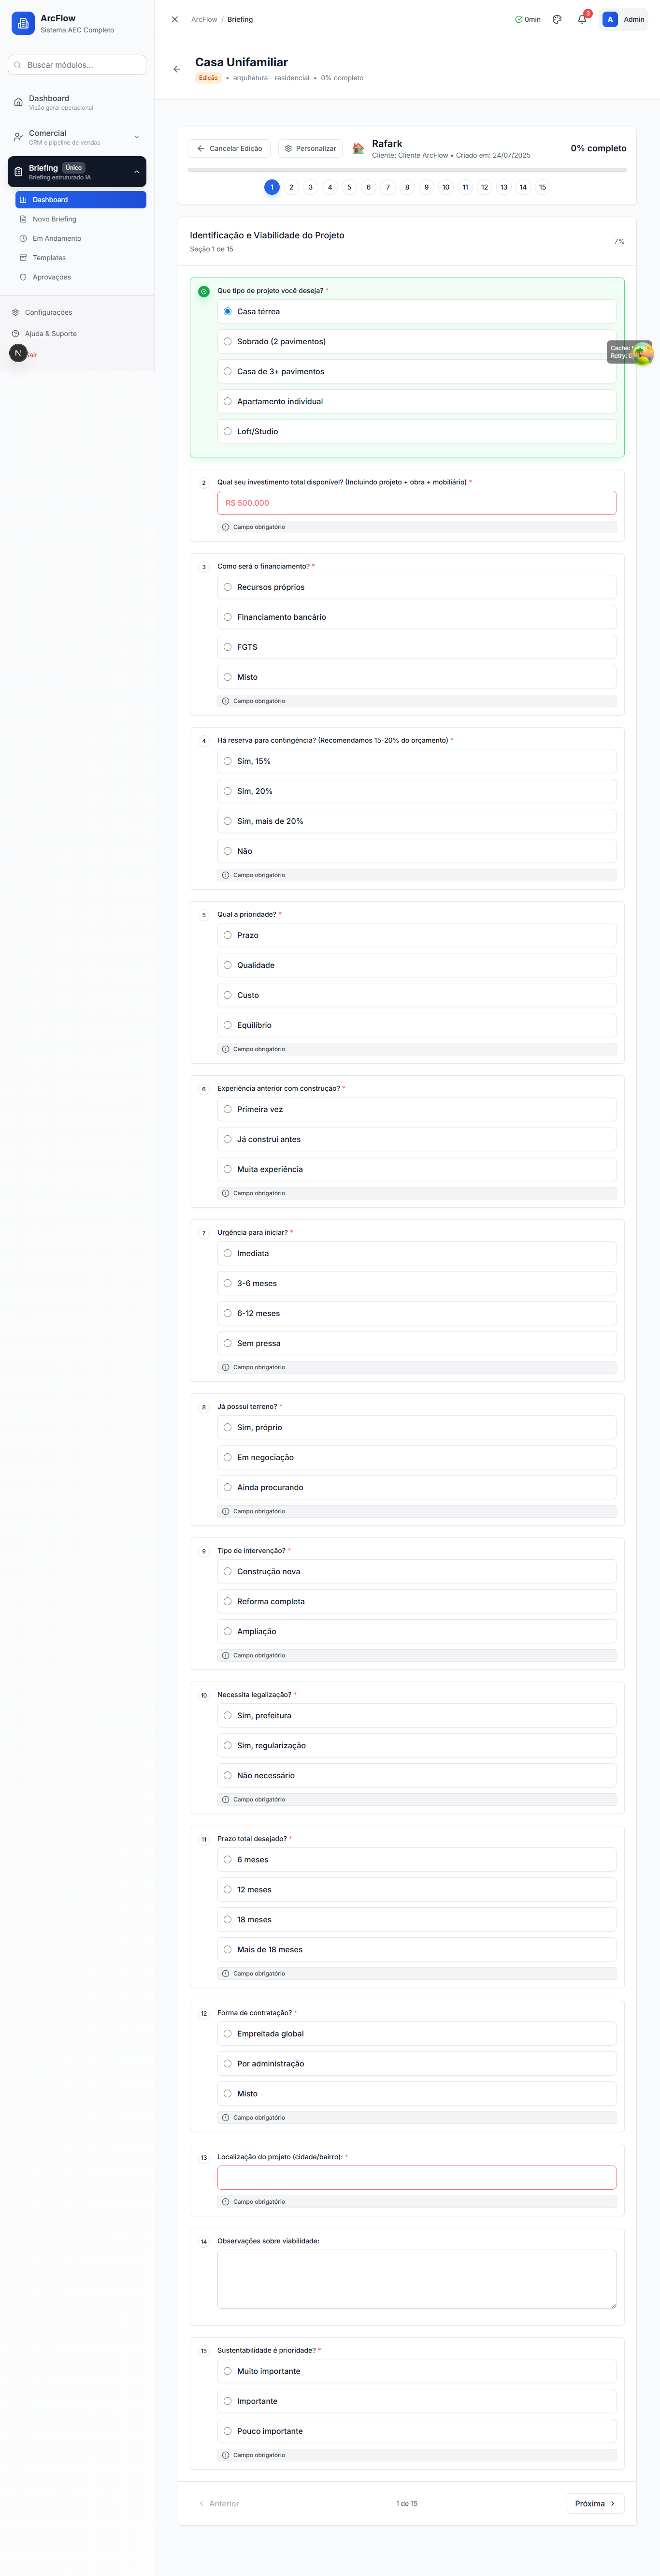 ArcFlow
Sistema AEC Completo
Buscar módulos...
Dashboard
Visão geral operacional
Comercial
CRM e pipeline de vendas
Briefing Único
Briefing estruturado IA
Dashboard
Novo Briefing
Em Andamento
Templates
Aprovações
Configurações
Ajuda & Suporte
N
air
ArcFlow / Briefing
0min
3
A Admin
Casa Unifamiliar
Edição • arquitetura - residencial • 0% completo
Cancelar Edição
Personalizar
Rafark
Cliente: Cliente ArcFlow • Criado em: 24/07/2025
0% completo
1 2 3 4 5 6 7 8 9 10 11 12 13 14 15
Identificação e Viabilidade do Projeto
Seção 1 de 15
7%
Que tipo de projeto você deseja? *
Casa térrea
Sobrado (2 pavimentos)
Casa de 3+ pavimentos
Apartamento individual
Loft/Studio
Cache:
Retry:
2 Qual seu investimento total disponível? (Incluindo projeto + obra + mobiliário) *
R$ 500.000
Campo obrigatório
3 Como será o financiamento? *
Recursos próprios
Financiamento bancário
FGTS
Misto
Campo obrigatório
4 Há reserva para contingência? (Recomendamos 15-20% do orçamento) *
Sim, 15%
Sim, 20%
Sim, mais de 20%
Não
Campo obrigatório
5 Qual a prioridade? *
Prazo
Qualidade
Custo
Equilíbrio
Campo obrigatório
6 Experiência anterior com construção? *
Primeira vez
Já construí antes
Muita experiência
Campo obrigatório
7 Urgência para iniciar? *
Imediata
3-6 meses
6-12 meses
Sem pressa
Campo obrigatório
8 Já possui terreno? *
Sim, próprio
Em negociação
Ainda procurando
Campo obrigatório
9 Tipo de intervenção? *
Construção nova
Reforma completa
Ampliação
Campo obrigatório
10 Necessita legalização? *
Sim, prefeitura
Sim, regularização
Não necessário
Campo obrigatório
11 Prazo total desejado? *
6 meses
12 meses
18 meses
Mais de 18 meses
Campo obrigatório
12 Forma de contratação? *
Empreitada global
Por administração
Misto
Campo obrigatório
13 Localização do projeto (cidade/bairro): *
Campo obrigatório
14 Observações sobre viabilidade:
15 Sustentabilidade é prioridade? *
Muito importante
Importante
Pouco importante
Campo obrigatório
Anterior
1 de 15
Próxima